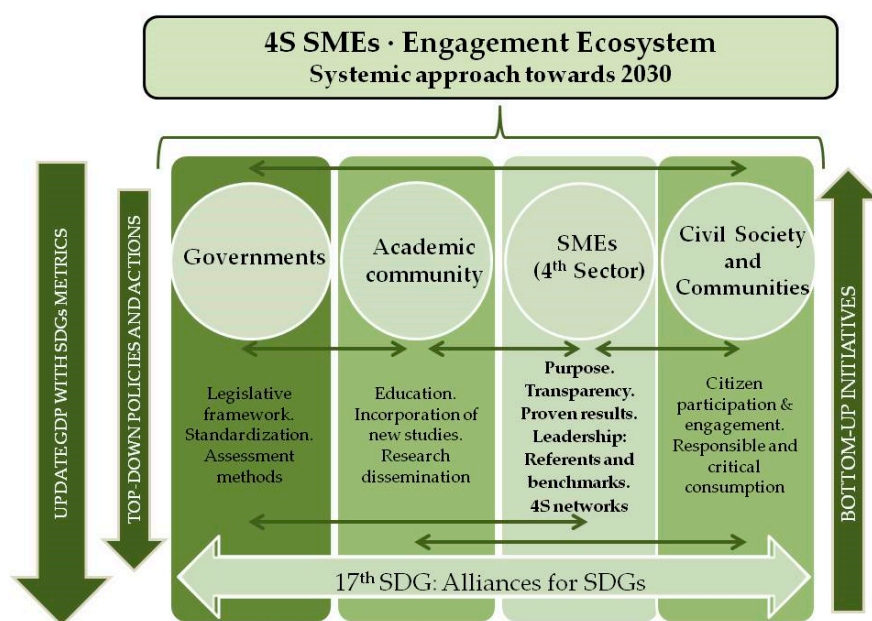 4S SMEs · Engagement Ecosystem
Systemic approach towards 2030
UPDATE GDP WITH SDGs METRICS
TOP-DOWN POLICIES AND ACTIONS
Governments
Legislative
framework.
Standardization.
Assessment
methods
Academic
community
Education.
Incorporation of
new studies.
Research
dissemination
SMEs
(4th Sector)
Purpose.
Transparency.
Proven results.
Leadership:
Referents and
benchmarks.
4S networks
Civil Society
and
Communities
Citizen
participation &
engagement.
Responsible and
critical
consumption
BOTTOM-UP INITIATIVES
17th SDG: Alliances for SDGs